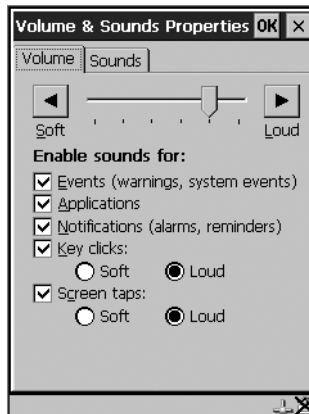 Volume & Sounds Properties OK ×
Volume Sounds
Soft Loud
Enable sounds for:
Events (warnings, system events)
Applications
Notifications (alarms, reminders)
Key clicks:
Soft Loud
Screen taps:
Soft Loud